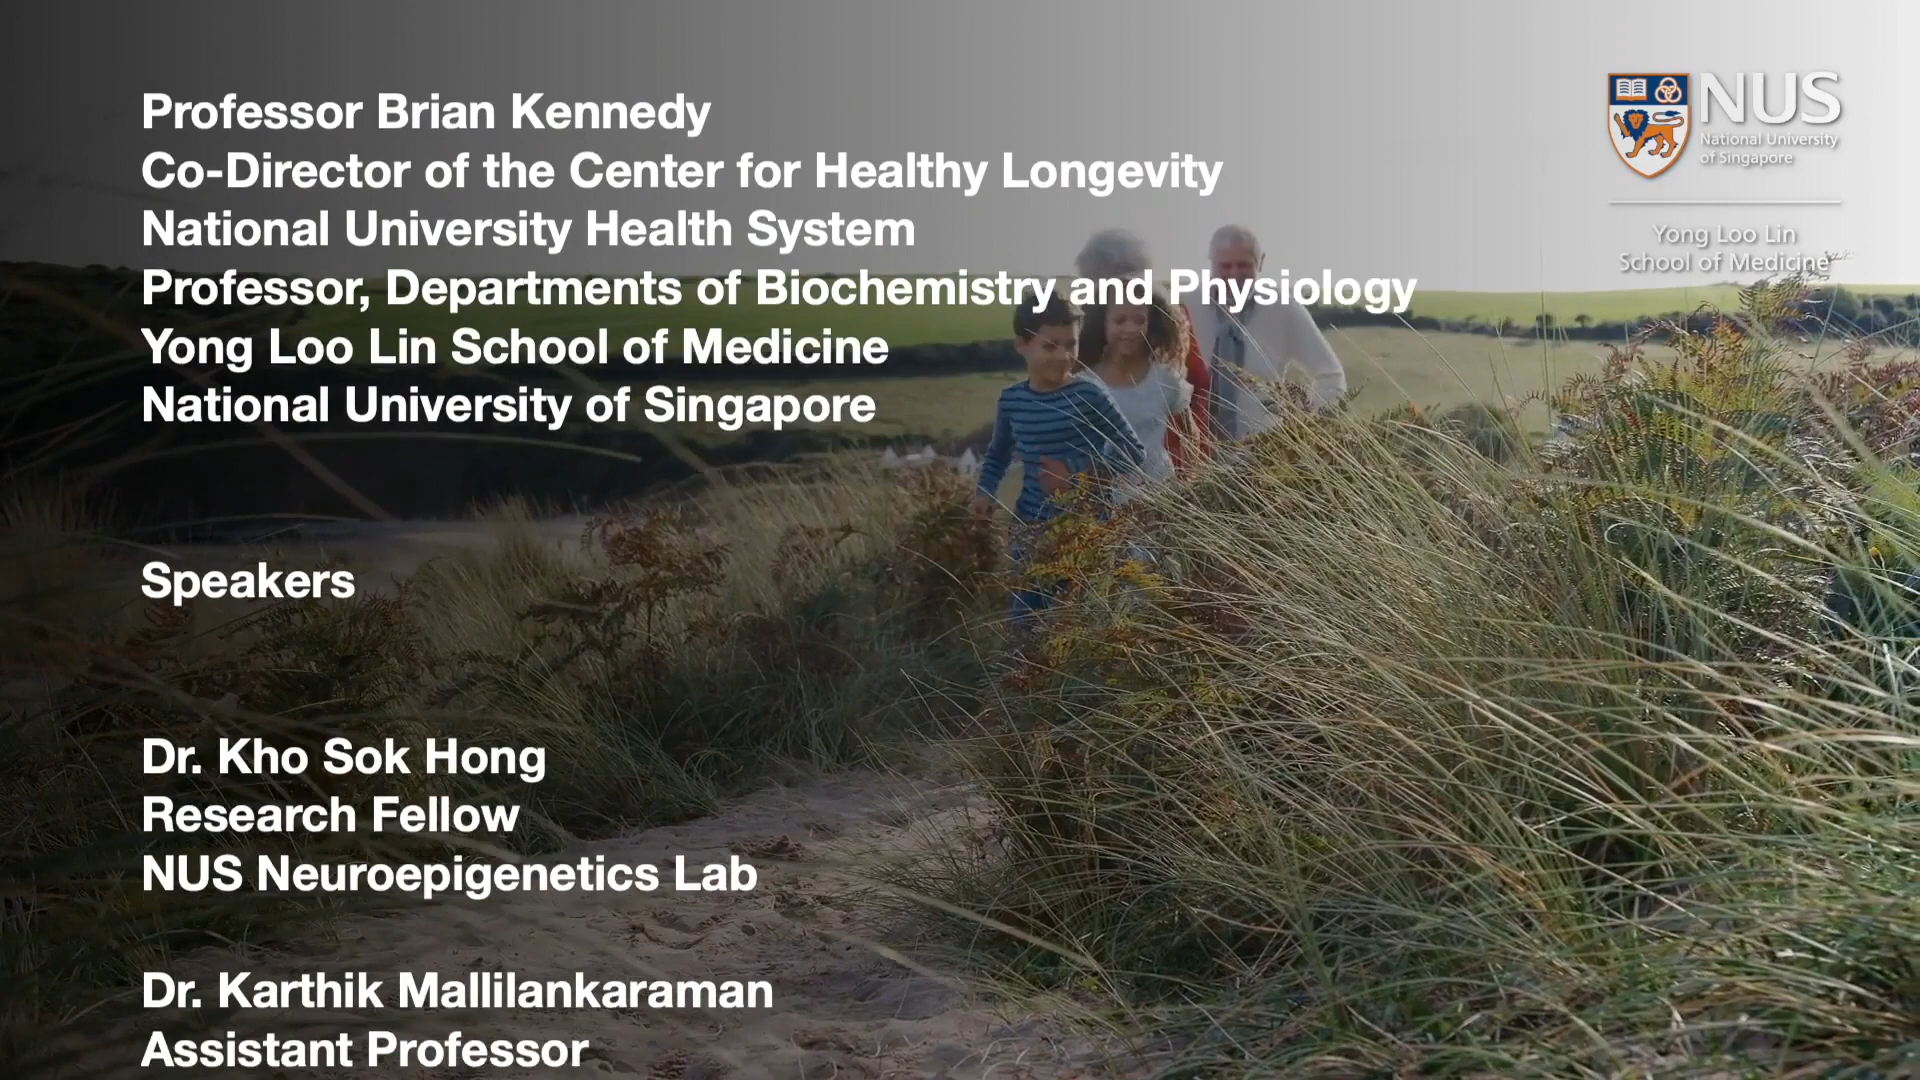 Professor Brian Kennedy
Co-Director of the Center for Healthy Longevity
National University Health System
Professor, Departments of Biochemistry and Physiology
Yong Loo Lin School of Medicine
National University of Singapore
Speakers
Dr. Kho Sok Hong
Research Fellow
NUS Neuroepigenetics Lab
Dr. Karthik Mallilankaraman
Assistant Professor
NUS
National University
of Singapore
Yong Loo Lin
School of Medicine